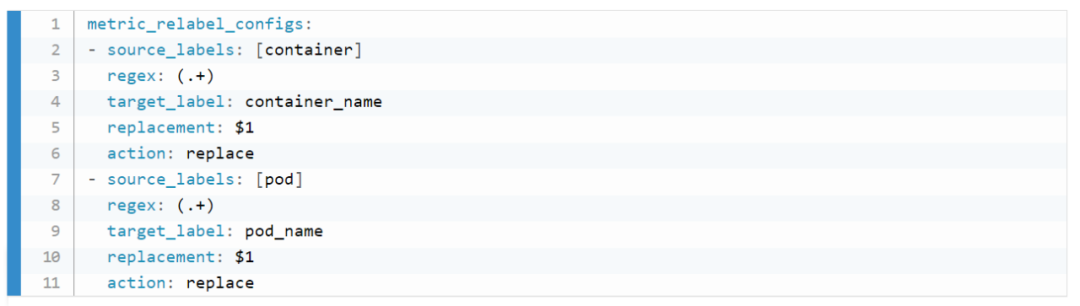 1 metric_relabel_configs:
2 - source_labels: [container]
3   regex: (.+)
4   target_label: container_name
5   replacement: $1
6   action: replace
7 - source_labels: [pod]
8   regex: (.+)
9   target_label: pod_name
10   replacement: $1
11   action: replace